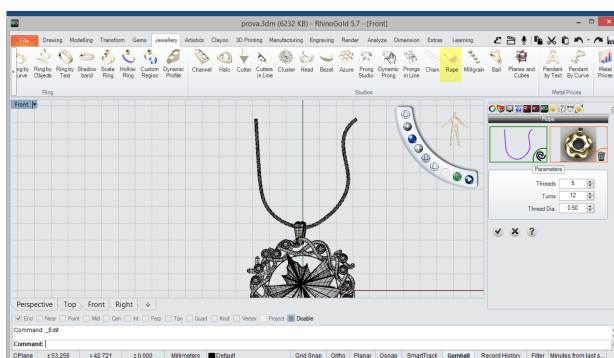 prova.3dm (6232 KB) - RhinoGold 5.7 - [Front]
File Drawing Modelling Transform Gems Jewellery Artistics Clayoo 3D Printing Manufacturing Engraving Render Analyze Dimension Extras Learning
Ring by Objects Ring by Text Shadow band Scale Ring Hollow Ring Custom Region Dynamic Profile Channel Halo Cutter Cutters in Line Cluster Head Bezel Azure Prong Studio Dynamic Prong Prongs in Line Chain Rope Millgrain Bail Planes and Cubes Pendant by Text Pendant By Curve Metal Prices
Ring Studios Metal Prices
Front
Rope
Parameters
Threads 5
Turns 12
Thread Dia. 0.50
Perspective Top Front Right
End Near Point Mid Cen Int Perp Tan Quad Knot Vertex Project Disable
Command: _Edit
Command:
CPlane x 53.256 y 42.721 z 0.000 Millimeters Default Grid Snap Ortho Planar Osnap SmartTrack Gumball Record History Filter Minutes from last s...